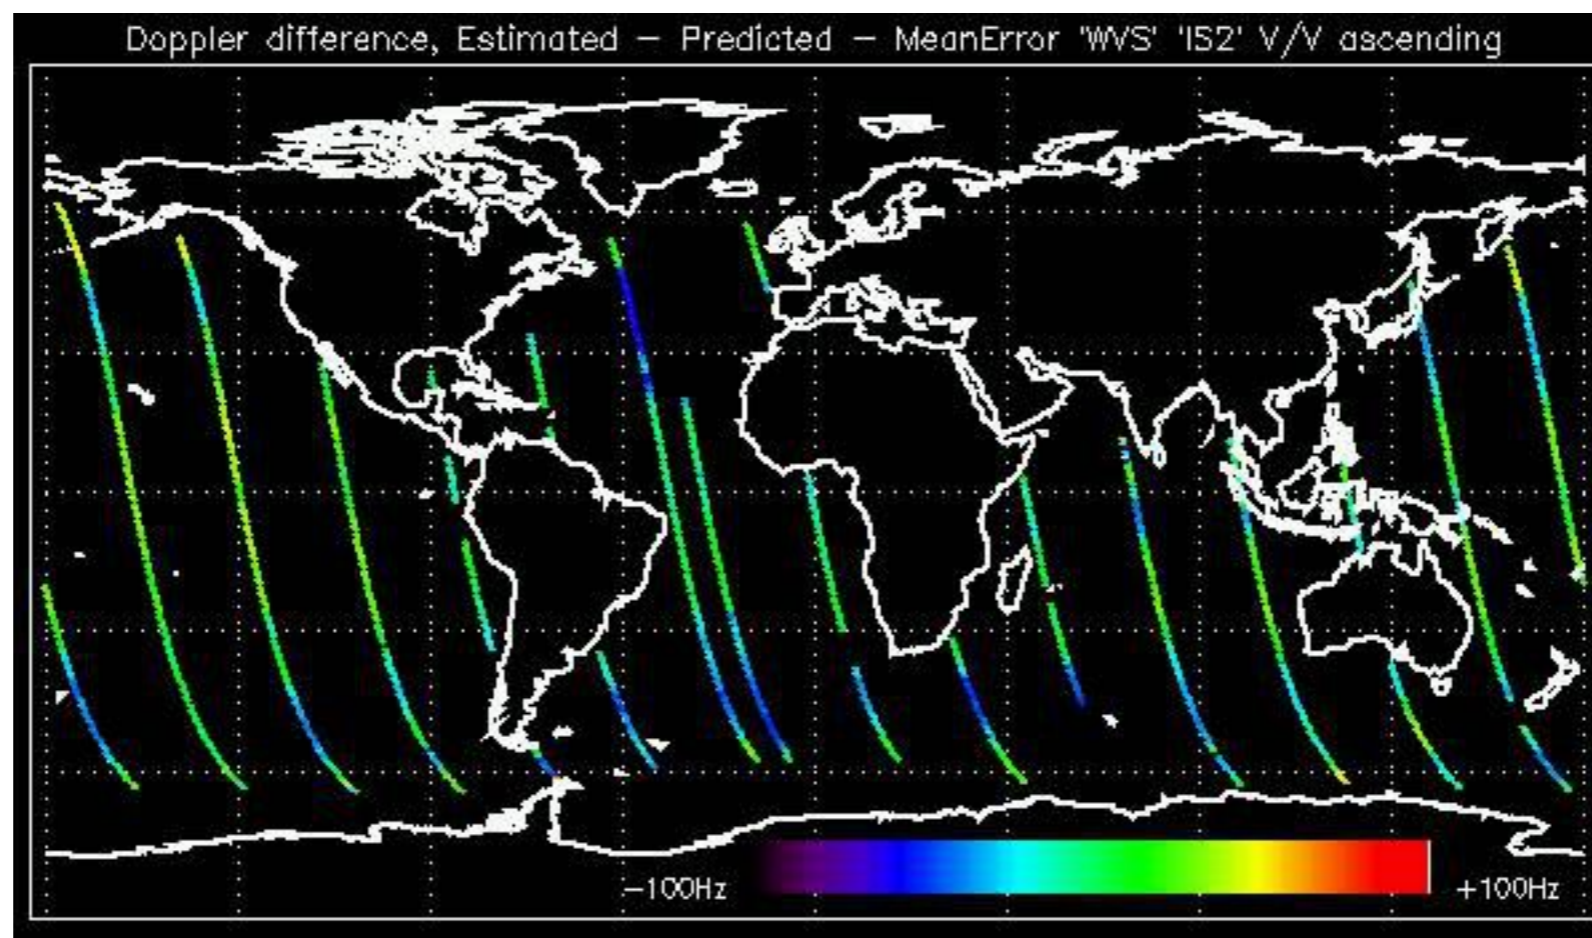 Doppler difference, Estimated – Predicted – MeanError 'WVS' 'IS2' V/V ascending
−100Hz
+100Hz